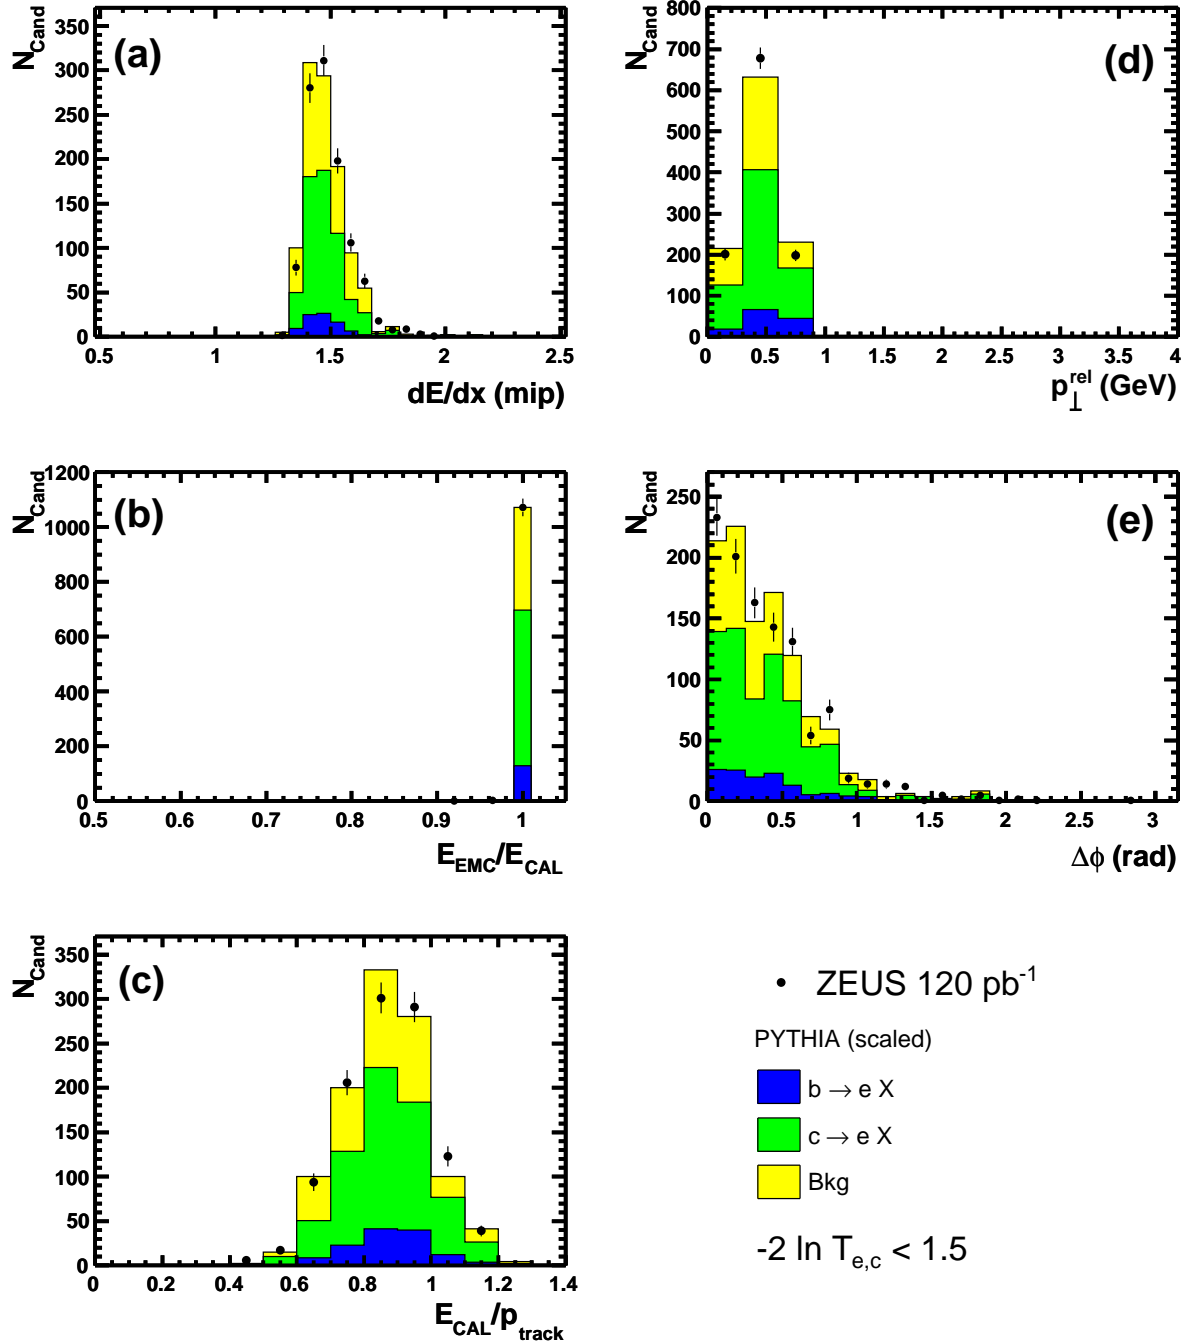 N_Cand
(a)
350
300
250
200
150
100
50
0
0.5 1 1.5 2 2.5
dE/dx (mip)
N_Cand
(d)
800
700
600
500
400
300
200
100
0
0 0.5 1 1.5 2 2.5 3 3.5 4
p⊥^rel (GeV)
N_Cand
(b)
1200
1000
800
600
400
200
0
0.5 0.6 0.7 0.8 0.9 1
E_EMC/E_CAL
N_Cand
(e)
250
200
150
100
50
0
0 0.5 1 1.5 2 2.5 3
Δϕ (rad)
N_Cand
(c)
350
300
250
200
150
100
50
0
0 0.2 0.4 0.6 0.8 1 1.2 1.4
E_CAL/p_track
• ZEUS 120 pb⁻¹
PYTHIA (scaled)
b → e X
c → e X
Bkg
-2 ln T_e,c < 1.5